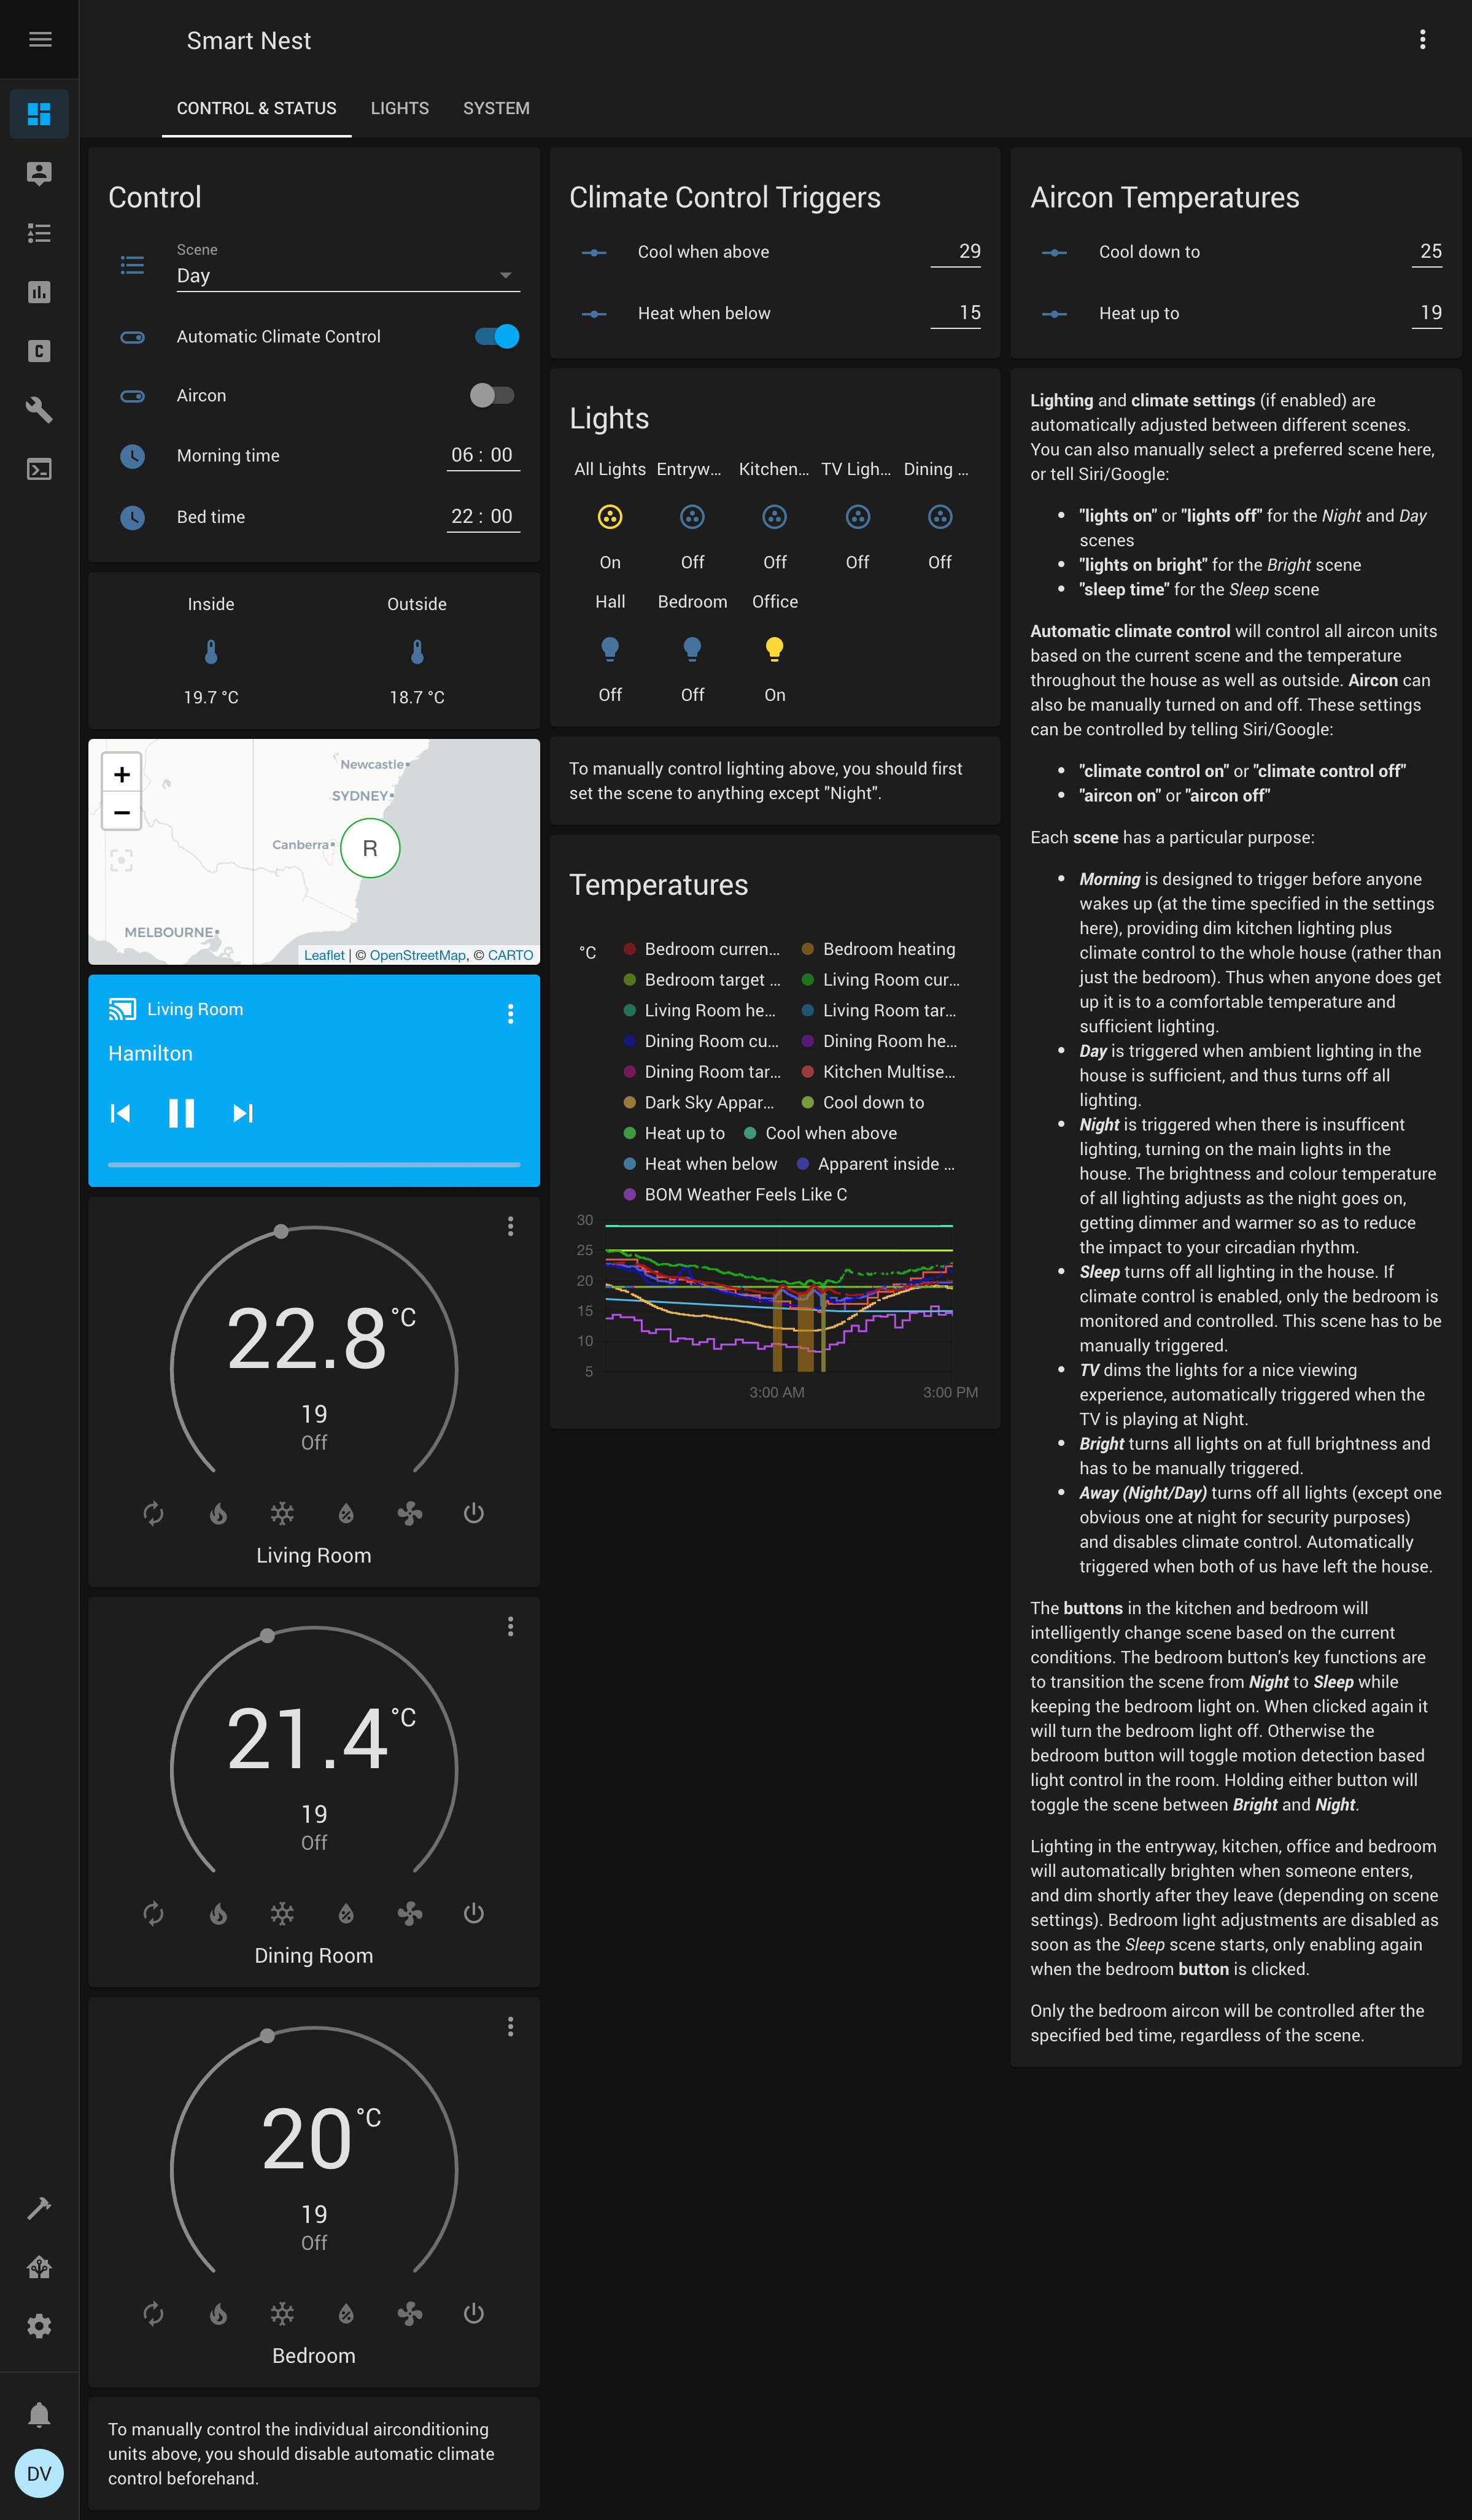 Smart Nest
CONTROL & STATUS
LIGHTS
SYSTEM
Control
Scene
Day
Automatic Climate Control
Aircon
Morning time
06 : 00
Bed time
22 : 00
Inside
Outside
19.7 °C
18.7 °C
+
−
Newcastle
SYDNEY
Canberra
R
MELBOURNE
Leaflet | © OpenStreetMap, © CARTO
Living Room
Hamilton
22.8 °C
19
Off
Living Room
21.4 °C
19
Off
Dining Room
20 °C
19
Off
Bedroom
To manually control the individual airconditioning
units above, you should disable automatic climate
control beforehand.
C
DV
Climate Control Triggers
Cool when above
29
Heat when below
15
Lights
All Lights
Entryw...
Kitchen...
TV Ligh...
Dining ...
On
Off
Off
Off
Off
Hall
Bedroom
Office
Off
Off
On
To manually control lighting above, you should first
set the scene to anything except "Night".
Temperatures
°C
Bedroom curren...
Bedroom heating
Bedroom target ...
Living Room cur...
Living Room he...
Living Room tar...
Dining Room cu...
Dining Room he...
Dining Room tar...
Kitchen Multise...
Dark Sky Appar...
Cool down to
Heat up to
Cool when above
Heat when below
Apparent inside ...
BOM Weather Feels Like C
30
25
20
15
10
5
3:00 AM
3:00 PM
Aircon Temperatures
Cool down to
25
Heat up to
19
Lighting and climate settings (if enabled) are
automatically adjusted between different scenes.
You can also manually select a preferred scene here,
or tell Siri/Google:
• "lights on" or "lights off" for the Night and Day
scenes
• "lights on bright" for the Bright scene
• "sleep time" for the Sleep scene
Automatic climate control will control all aircon units
based on the current scene and the temperature
throughout the house as well as outside. Aircon can
also be manually turned on and off. These settings
can be controlled by telling Siri/Google:
• "climate control on" or "climate control off"
• "aircon on" or "aircon off"
Each scene has a particular purpose:
• Morning is designed to trigger before anyone
wakes up (at the time specified in the settings
here), providing dim kitchen lighting plus
climate control to the whole house (rather than
just the bedroom). Thus when anyone does get
up it is to a comfortable temperature and
sufficient lighting.
• Day is triggered when ambient lighting in the
house is sufficient, and thus turns off all
lighting.
• Night is triggered when there is insufficent
lighting, turning on the main lights in the
house. The brightness and colour temperature
of all lighting adjusts as the night goes on,
getting dimmer and warmer so as to reduce
the impact to your circadian rhythm.
• Sleep turns off all lighting in the house. If
climate control is enabled, only the bedroom is
monitored and controlled. This scene has to be
manually triggered.
• TV dims the lights for a nice viewing
experience, automatically triggered when the
TV is playing at Night.
• Bright turns all lights on at full brightness and
has to be manually triggered.
• Away (Night/Day) turns off all lights (except one
obvious one at night for security purposes)
and disables climate control. Automatically
triggered when both of us have left the house.
The buttons in the kitchen and bedroom will
intelligently change scene based on the current
conditions. The bedroom button's key functions are
to transition the scene from Night to Sleep while
keeping the bedroom light on. When clicked again it
will turn the bedroom light off. Otherwise the
bedroom button will toggle motion detection based
light control in the room. Holding either button will
toggle the scene between Bright and Night.
Lighting in the entryway, kitchen, office and bedroom
will automatically brighten when someone enters,
and dim shortly after they leave (depending on scene
settings). Bedroom light adjustments are disabled as
soon as the Sleep scene starts, only enabling again
when the bedroom button is clicked.
Only the bedroom aircon will be controlled after the
specified bed time, regardless of the scene.